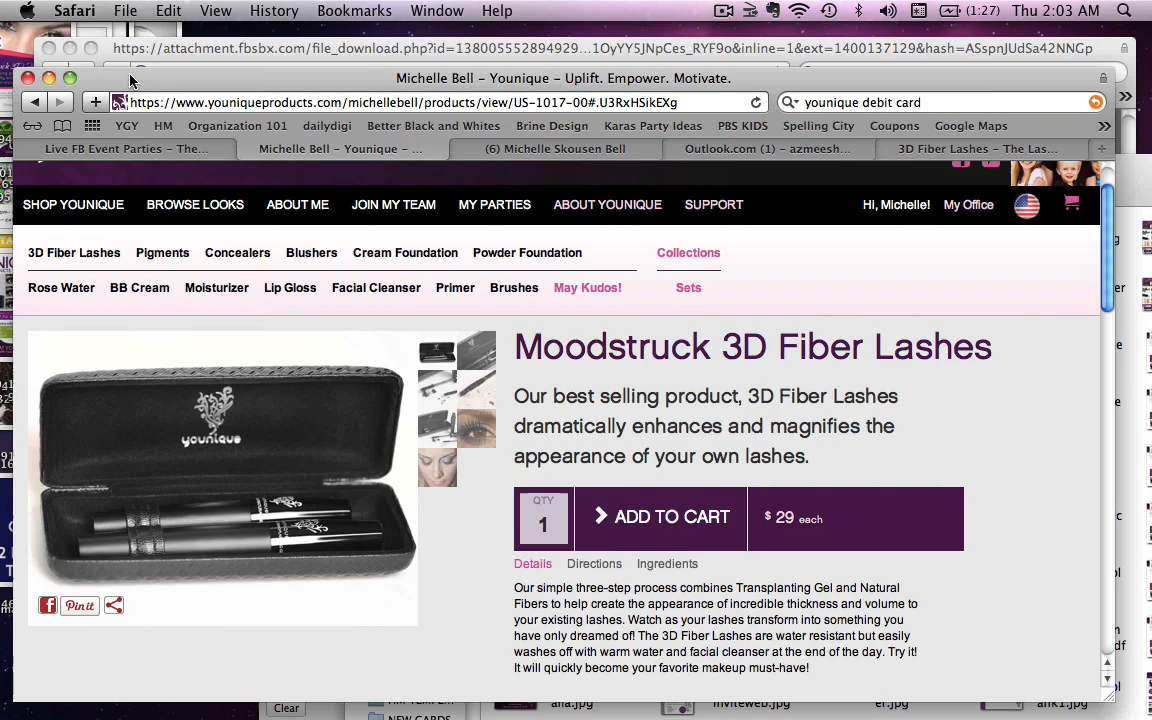 Safari File Edit View History Bookmarks Window Help (1:27) Thu 2:03 AM
https://attachment.fbsbx.com/file_download.php?id=138005552894929...1OyYY5JNpCes_RYF9o&inline=1&ext=1400137129&hash=ASspnJUdSa42NNGp
Michelle Bell – Younique – Uplift. Empower. Motivate.
https://www.youniqueproducts.com/michellebell/products/view/US-1017-00#.U3RxHSikEXg
younique debit card
YGY HM Organization 101 dailydigi Better Black and Whites Brine Design Karas Party Ideas PBS KIDS Spelling City Coupons Google Maps
Live FB Event Parties – The... Michelle Bell – Younique – ... (6) Michelle Skousen Bell Outlook.com (1) – azmeesh... 3D Fiber Lashes – The Las...
SHOP YOUNIQUE BROWSE LOOKS ABOUT ME JOIN MY TEAM MY PARTIES ABOUT YOUNIQUE SUPPORT Hi, Michelle! My Office
3D Fiber Lashes Pigments Concealers Blushers Cream Foundation Powder Foundation Collections
Rose Water BB Cream Moisturizer Lip Gloss Facial Cleanser Primer Brushes May Kudos! Sets
younique
Pin it
Moodstruck 3D Fiber Lashes
Our best selling product, 3D Fiber Lashes
dramatically enhances and magnifies the
appearance of your own lashes.
QTY
1
ADD TO CART
$ 29 each
Details Directions Ingredients
Our simple three-step process combines Transplanting Gel and Natural
Fibers to help create the appearance of incredible thickness and volume to
your existing lashes. Watch as your lashes transform into something you
have only dreamed of! The 3D Fiber Lashes are water resistant but easily
washes off with warm water and facial cleanser at the end of the day. Try it!
It will quickly become your favorite makeup must-have!
Clear